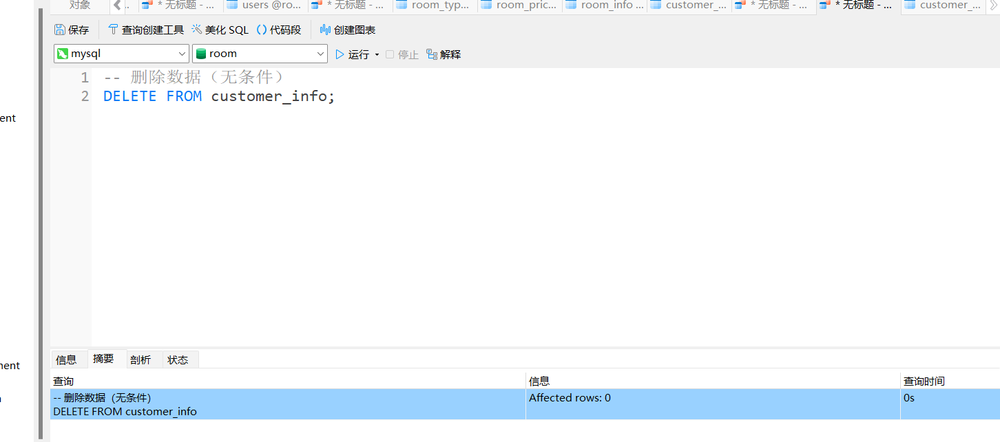 对象
* 无标题 - ...
users @ro...
* 无标题 - ...
room_typ...
room_pric...
room_info ...
customer_...
* 无标题 - ...
* 无标题 - ...
customer_...
保存 查询创建工具 美化 SQL () 代码段 创建图表
mysql room 运行 停止 解释
1 -- 删除数据（无条件）
2 DELETE FROM customer_info;
ent
nent
信息 摘要 剖析 状态
查询 信息 查询时间
-- 删除数据（无条件） Affected rows: 0 0s
DELETE FROM customer_info